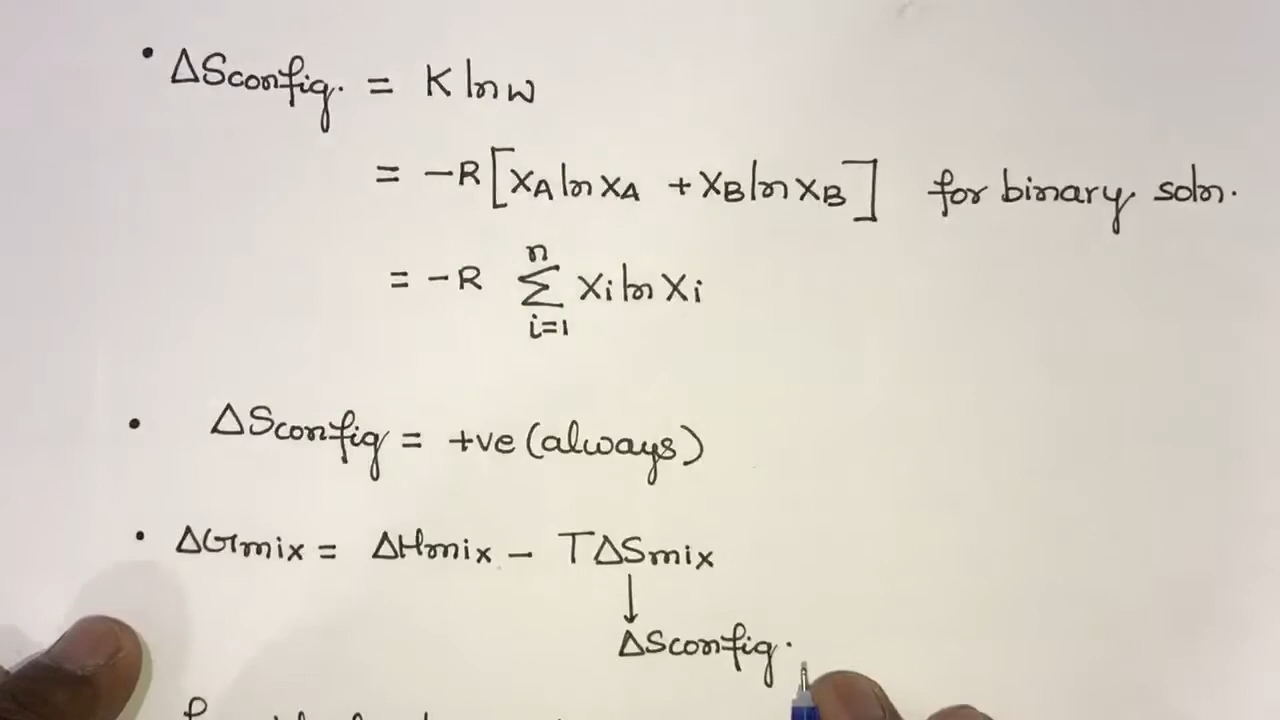 • ΔSconfig. = K ln w
= -R [XA ln XA + XB ln XB] for binary soln.
= -R n∑i=1 Xi ln Xi
• ΔSconfig = +ve (always)
• ΔGmix = ΔHmix - TΔSmix
↓
ΔSconfig.